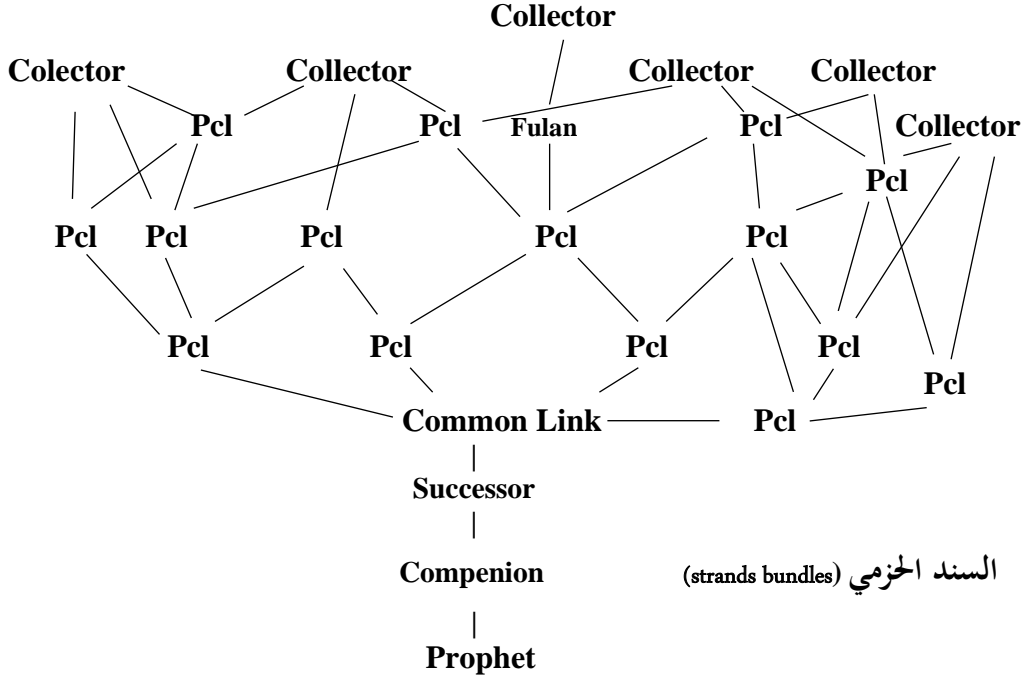 Collector
Colector Collector Collector Collector
Pcl Pcl Fulan Pcl Collector
Pcl
Pcl Pcl Pcl Pcl Pcl
Pcl Pcl Pcl Pcl
Pcl
Common Link Pcl
Successor
Compenion
السند الحزمي (strands bundles)
Prophet